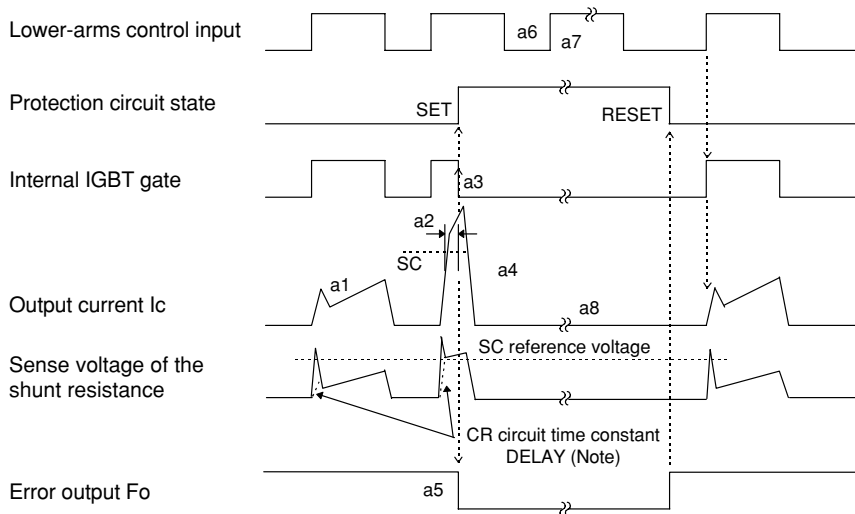 Lower-arms control input
a6
a7
Protection circuit state
SET
RESET
Internal IGBT gate
a3
a2
SC
a4
a1
Output current Ic
a8
SC reference voltage
Sense voltage of the
shunt resistance
CR circuit time constant
DELAY (Note)
Error output Fo
a5